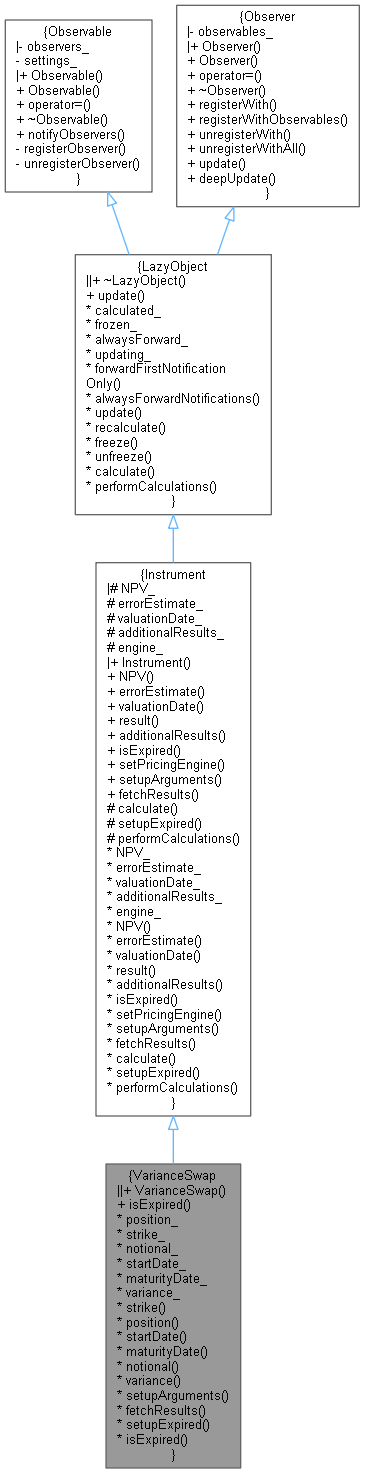 {Observable
|- observers_
- settings_
|+ Observable()
+ Observable()
+ operator=()
+ ~Observable()
+ notifyObservers()
- registerObserver()
- unregisterObserver()
}
{Observer
|- observables_
|+ Observer()
+ Observer()
+ operator=()
+ ~Observer()
+ registerWith()
+ registerWithObservables()
+ unregisterWith()
+ unregisterWithAll()
+ update()
+ deepUpdate()
}
{LazyObject
||+ ~LazyObject()
+ update()
* calculated_
* frozen_
* alwaysForward_
* updating_
* forwardFirstNotification
Only()
* alwaysForwardNotifications()
* update()
* recalculate()
* freeze()
* unfreeze()
* calculate()
* performCalculations()
}
{Instrument
|# NPV_
# errorEstimate_
# valuationDate_
# additionalResults_
# engine_
|+ Instrument()
+ NPV()
+ errorEstimate()
+ valuationDate()
+ result()
+ additionalResults()
+ isExpired()
+ setPricingEngine()
+ setupArguments()
+ fetchResults()
# calculate()
# setupExpired()
# performCalculations()
* NPV_
* errorEstimate_
* valuationDate_
* additionalResults_
* engine_
* NPV()
* errorEstimate()
* valuationDate()
* result()
* additionalResults()
* isExpired()
* setPricingEngine()
* setupArguments()
* fetchResults()
* calculate()
* setupExpired()
* performCalculations()
}
{VarianceSwap
||+ VarianceSwap()
+ isExpired()
* position_
* strike_
* notional_
* startDate_
* maturityDate_
* variance_
* strike()
* position()
* startDate()
* maturityDate()
* notional()
* variance()
* setupArguments()
* fetchResults()
* setupExpired()
* isExpired()
}